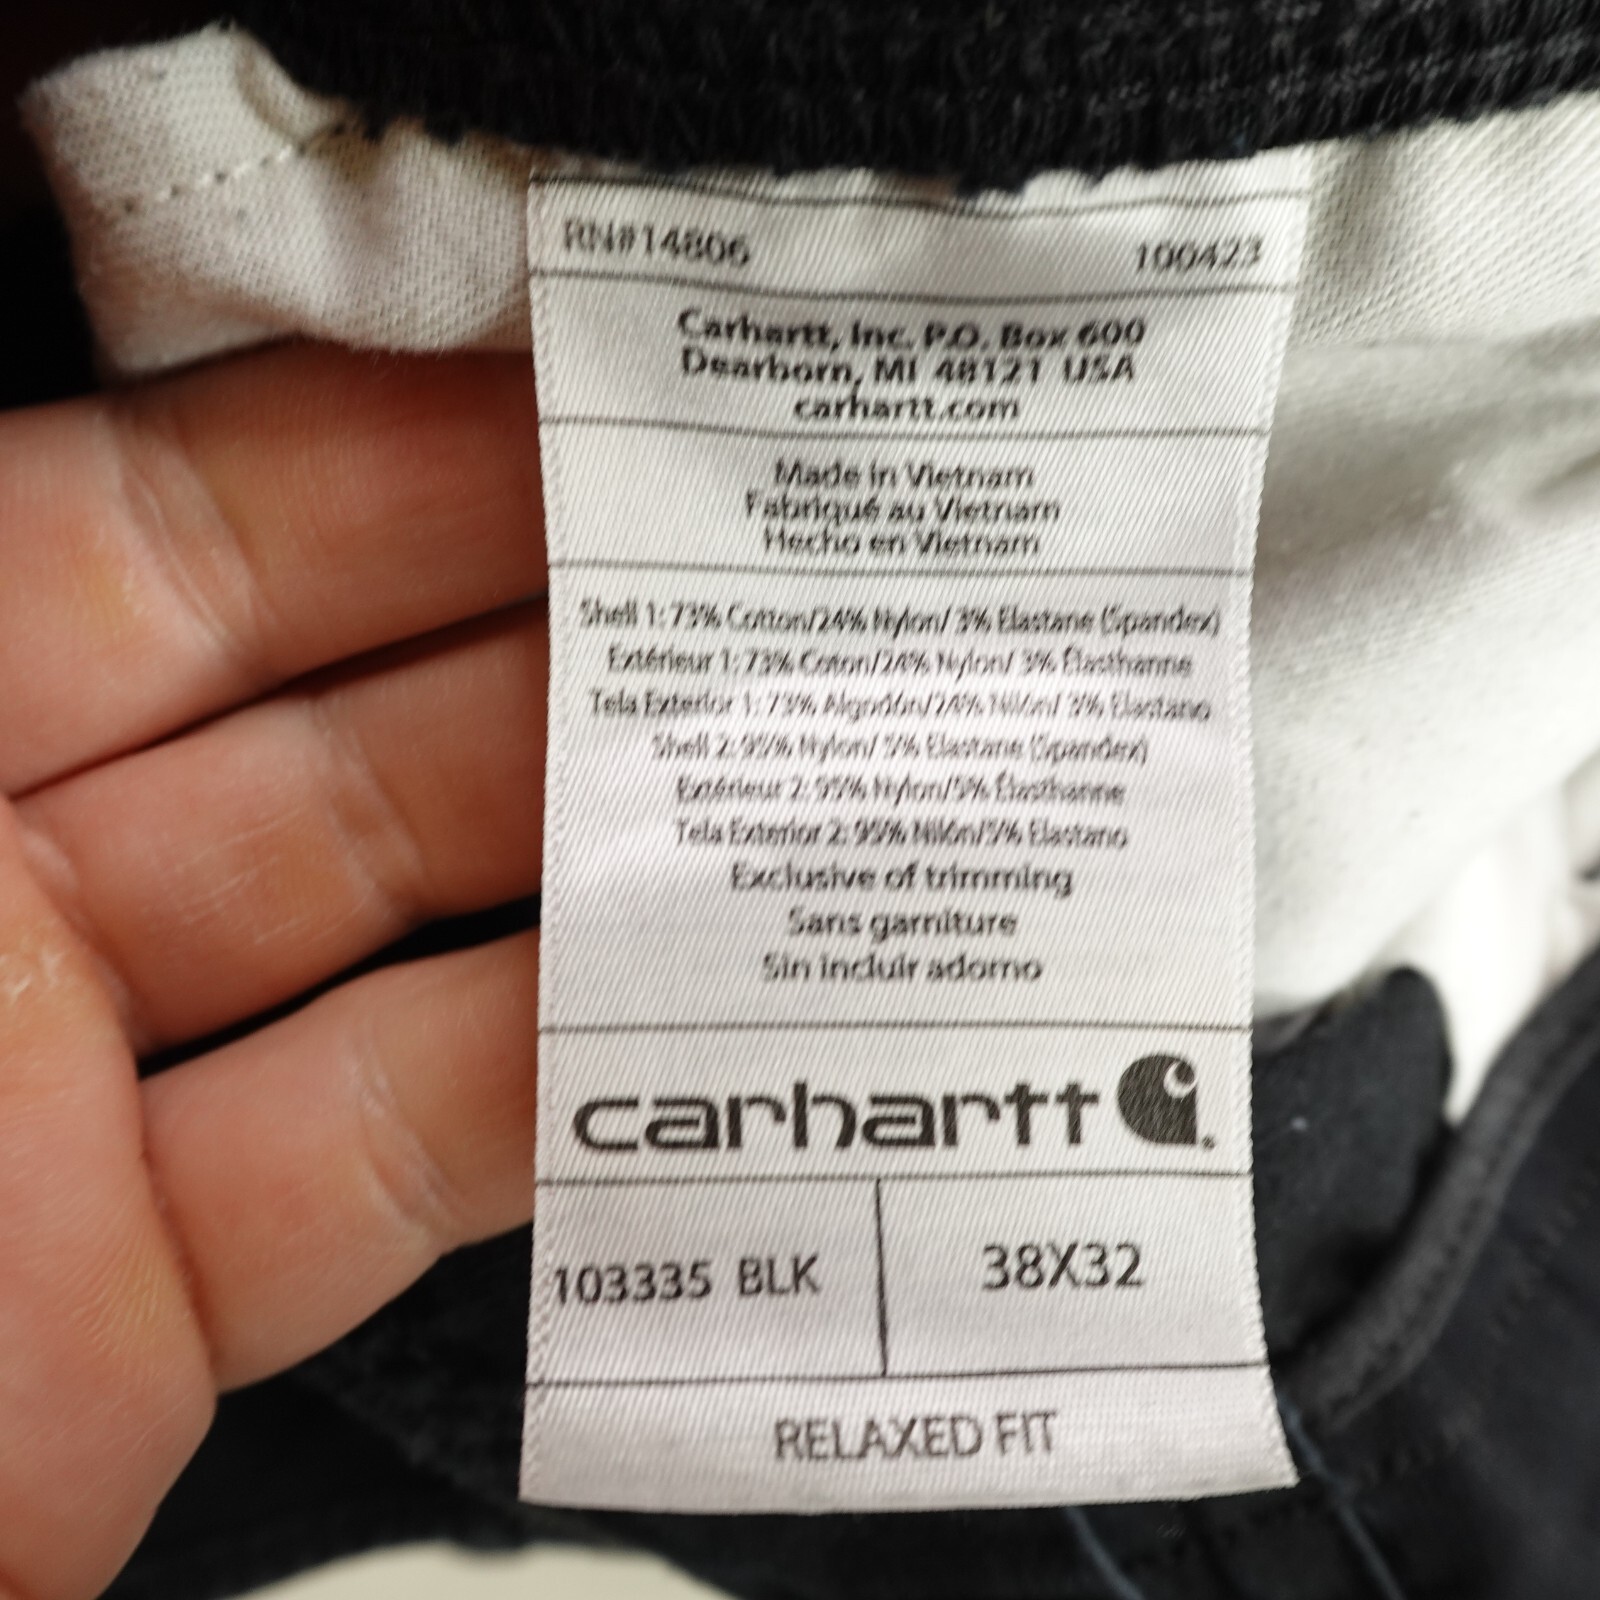 RN#14806 100423
Carhartt, Inc. P.O. Box 600
Dearborn, MI 48121 USA
carhartt.com
Made in Vietnam
Fabriqué au Vietnam
Hecho en Vietnam
Shell 1: 73% Cotton/24% Nylon/ 3% Elastane (Spandex)
Extérieur 1: 73% Coton/24% Nylon/ 3% Élasthanne
Tela Exterior 1: 73% Algodón/24% Nilón/ 3% Elastano
Shell 2: 95% Nylon/ 5% Elastane (Spandex)
Extérieur 2: 95% Nylon/5% Élasthanne
Tela Exterior 2: 95% Nilón/5% Elastano
Exclusive of trimming
Sans garniture
Sin incluir adorno
carhartt
103335 BLK 38X32
RELAXED FIT